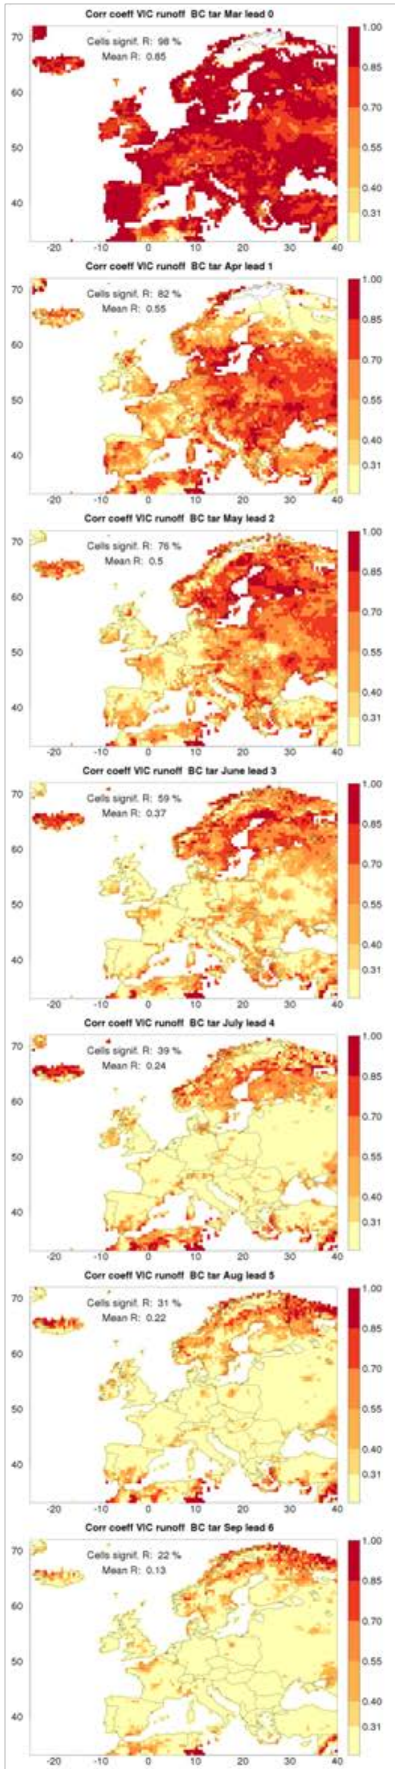 Corr coeff VIC runoff BC tar Mar lead 0
Cells signif. R: 98 %
Mean R: 0.85
70
60
50
40
-20 -10 0 10 20 30 40
1.00
0.85
0.70
0.55
0.40
0.31
Corr coeff VIC runoff BC tar Apr lead 1
Cells signif. R: 82 %
Mean R: 0.55
70
60
50
40
-20 -10 0 10 20 30 40
1.00
0.85
0.70
0.55
0.40
0.31
Corr coeff VIC runoff BC tar May lead 2
Cells signif. R: 76 %
Mean R: 0.5
70
60
50
40
-20 -10 0 10 20 30 40
1.00
0.85
0.70
0.55
0.40
0.31
Corr coeff VIC runoff BC tar June lead 3
Cells signif. R: 59 %
Mean R: 0.37
70
60
50
40
-20 -10 0 10 20 30 40
1.00
0.85
0.70
0.55
0.40
0.31
Corr coeff VIC runoff BC tar July lead 4
Cells signif. R: 39 %
Mean R: 0.24
70
60
50
40
-20 -10 0 10 20 30 40
1.00
0.85
0.70
0.55
0.40
0.31
Corr coeff VIC runoff BC tar Aug lead 5
Cells signif. R: 31 %
Mean R: 0.22
70
60
50
40
-20 -10 0 10 20 30 40
1.00
0.85
0.70
0.55
0.40
0.31
Corr coeff VIC runoff BC tar Sep lead 6
Cells signif. R: 22 %
Mean R: 0.13
70
60
50
40
-20 -10 0 10 20 30 40
1.00
0.85
0.70
0.55
0.40
0.31